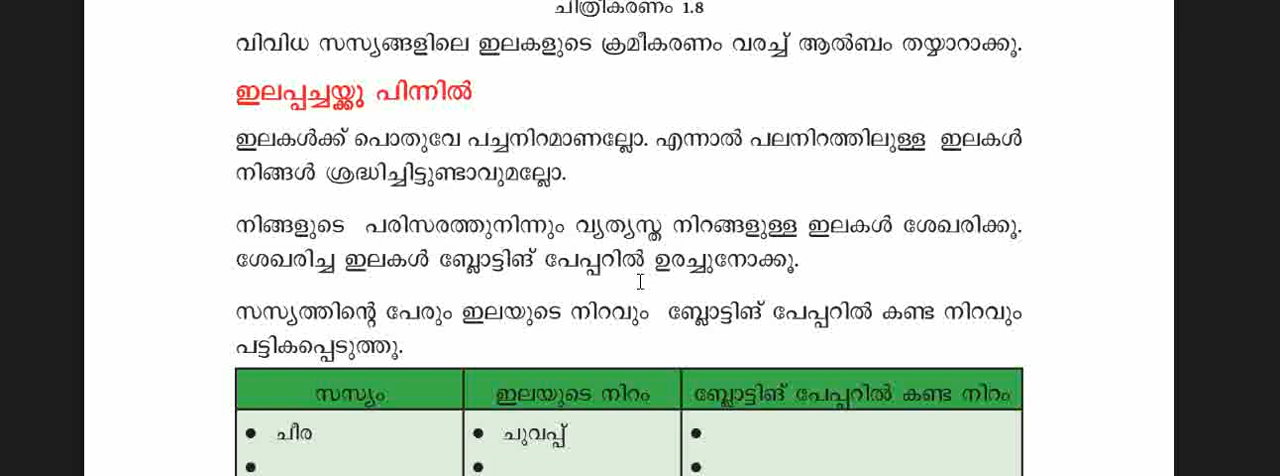 ചിത്രീകരണം 1.8
വിവിധ സസ്യങ്ങളിലെ ഇലകളുടെ ക്രമീകരണം വരച്ച് ആൽബം തയ്യാറാക്കൂ.
ഇലപ്പച്ചയ്ക്കു പിന്നിൽ
ഇലകൾക്ക് പൊതുവേ പച്ചനിറമാണല്ലോ. എന്നാൽ പലനിറത്തിലുള്ള ഇലകൾ
നിങ്ങൾ ശ്രദ്ധിച്ചിട്ടുണ്ടാവുമല്ലോ.
നിങ്ങളുടെ പരിസരത്തുനിന്നും വ്യത്യസ്ത നിറങ്ങളുള്ള ഇലകൾ ശേഖരിക്കൂ.
ശേഖരിച്ച ഇലകൾ ബ്ലോട്ടിങ് പേപ്പറിൽ ഉരച്ചുനോക്കൂ.
സസ്യത്തിന്റെ പേരും ഇലയുടെ നിറവും ബ്ലോട്ടിങ് പേപ്പറിൽ കണ്ട നിറവും
പട്ടികപ്പെടുത്തൂ.
സസ്യം ഇലയുടെ നിറം ബ്ലോട്ടിങ് പേപ്പറിൽ കണ്ട നിറം
• ചീര • ചുവപ്പ് •
• • •